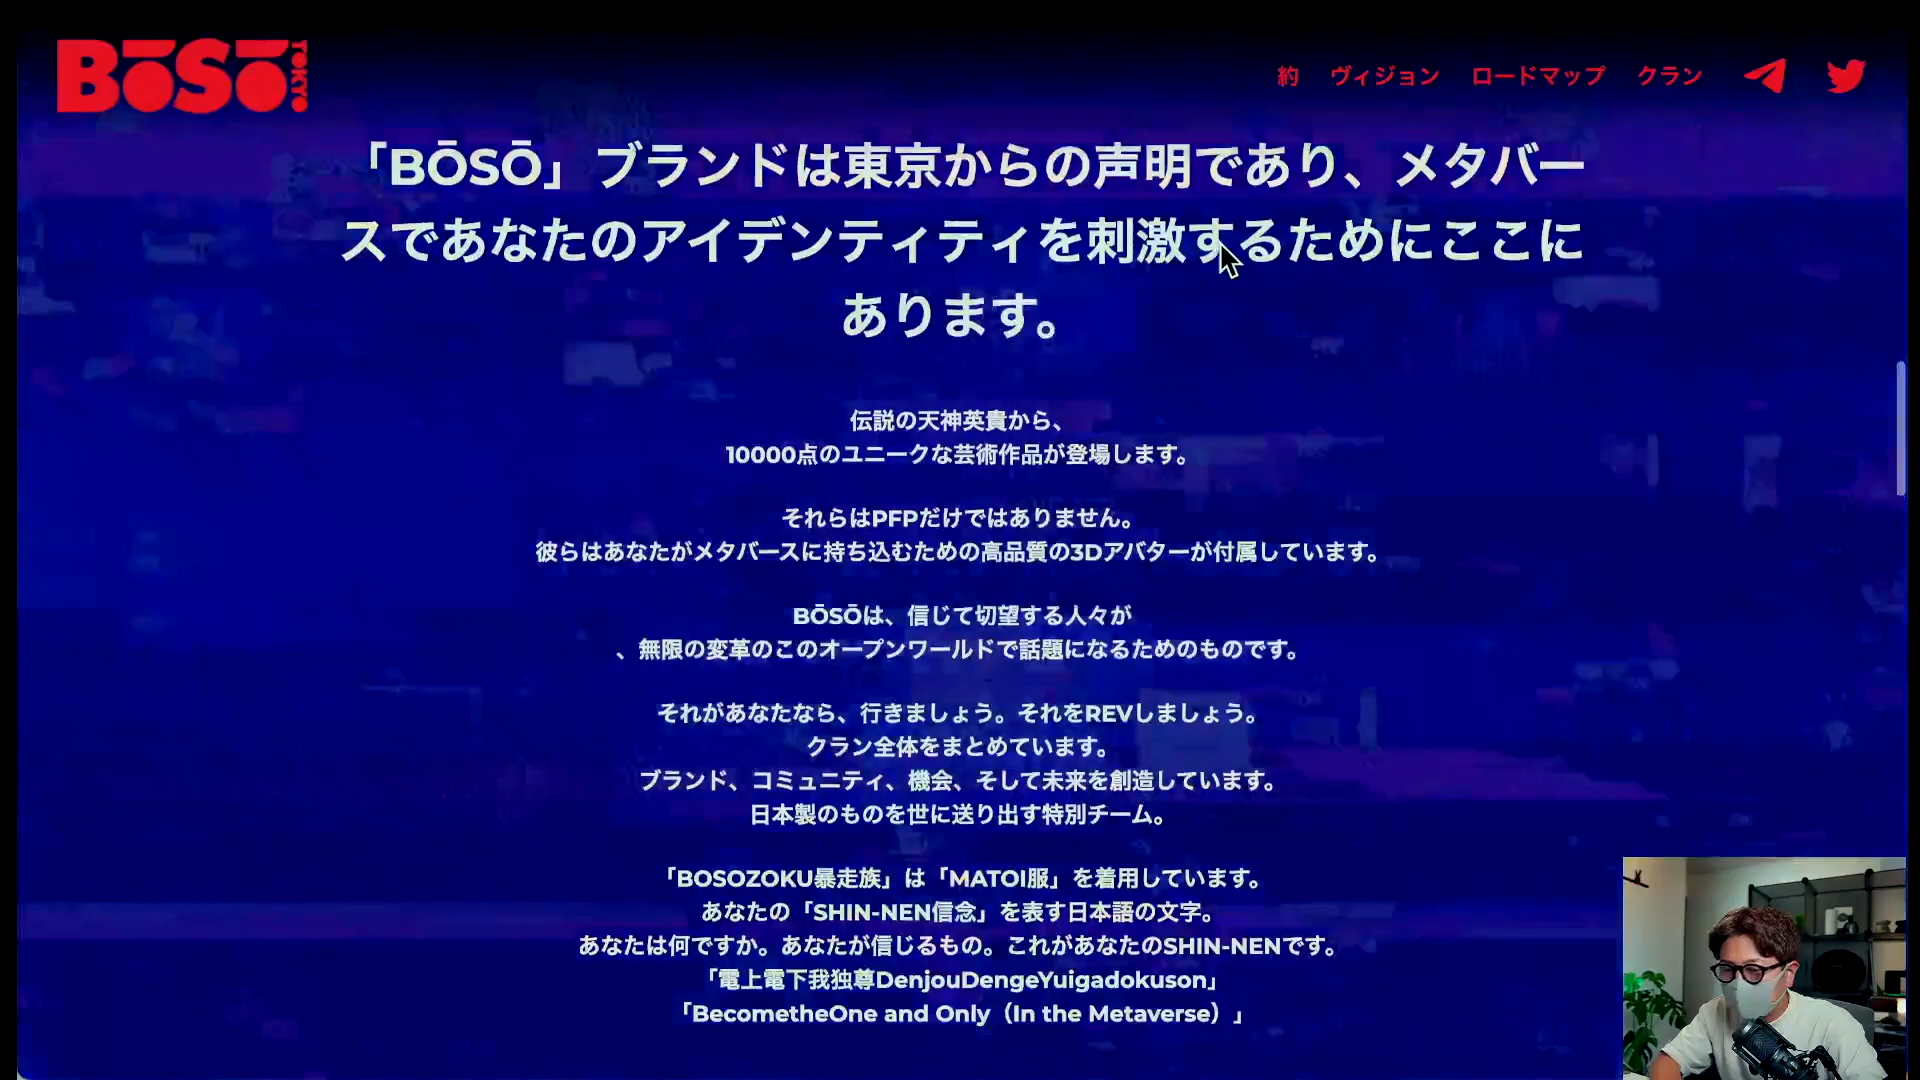 BŌSŌ TOKYO
約 ヴィジョン ロードマップ クラン
「BŌSŌ」ブランドは東京からの声明であり、メタバー
スであなたのアイデンティティを刺激するためにここに
あります。
伝説の天神英貴から、
10000点のユニークな芸術作品が登場します。
それらはPFPだけではありません。
彼らはあなたがメタバースに持ち込むための高品質の3Dアバターが付属しています。
BŌSŌは、信じて切望する人々が
、無限の変革のこのオープンワールドで話題になるためのものです。
それがあなたなら、行きましょう。それをREVしましょう。
クラン全体をまとめています。
ブランド、コミュニティ、機会、そして未来を創造しています。
日本製のものを世に送り出す特別チーム。
「BOSOZOKU暴走族」は「MATOI服」を着用しています。
あなたの「SHIN-NEN信念」を表す日本語の文字。
あなたは何ですか。あなたが信じるもの。これがあなたのSHIN-NENです。
「電上電下我独尊DenjouDengeYuigadokuson」
「BecometheOne and Only（In the Metaverse）」